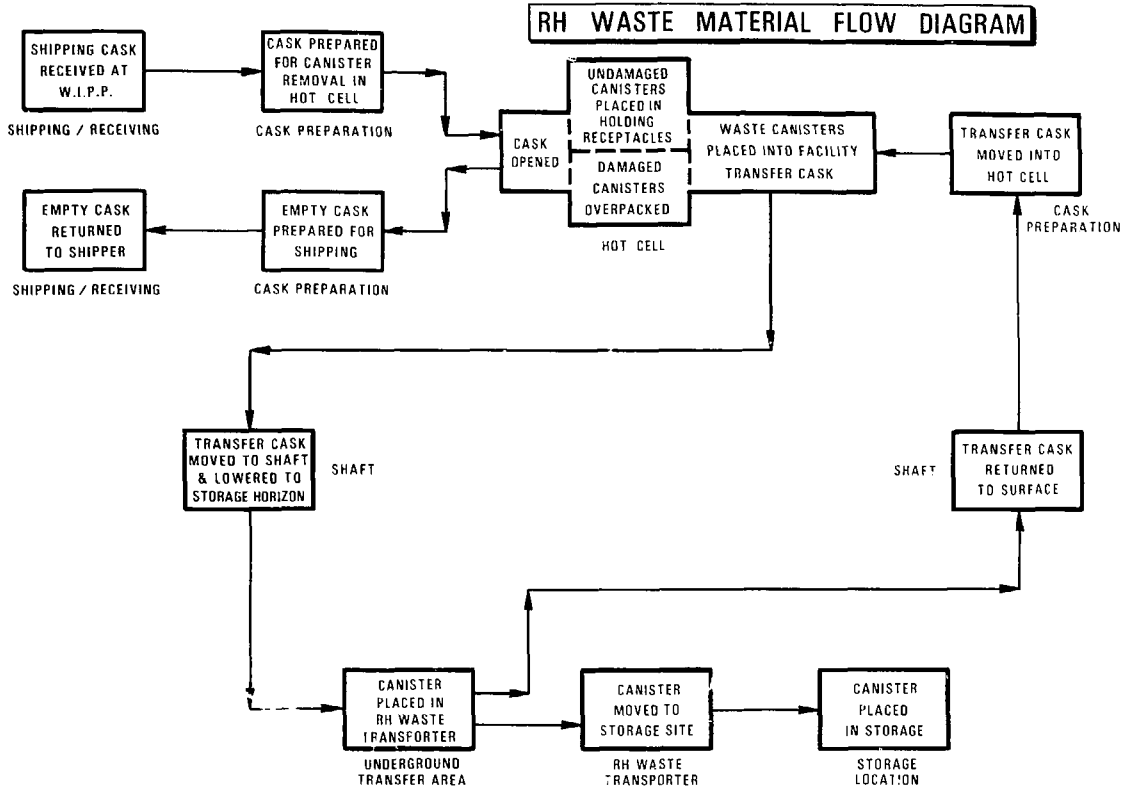 RH WASTE MATERIAL FLOW DIAGRAM
SHIPPING CASK
RECEIVED AT
W.I.P.P.
SHIPPING / RECEIVING
CASK PREPARED
FOR CANISTER
REMOVAL IN
HOT CELL
CASK PREPARATION
CASK
OPENED
UNDAMAGED
CANISTERS
PLACED IN
HOLDING
RECEPTACLES
DAMAGED
CANISTERS
OVERPACKED
HOT CELL
WASTE CANISTERS
PLACED INTO FACILITY
TRANSFER CASK
TRANSFER CASK
MOVED INTO
HOT CELL
CASK
PREPARATION
EMPTY CASK
RETURNED
TO SHIPPER
SHIPPING / RECEIVING
EMPTY CASK
PREPARED FOR
SHIPPING
CASK PREPARATION
TRANSFER CASK
MOVED TO SHAFT
& LOWERED TO
STORAGE HORIZON
SHAFT
SHAFT
TRANSFER CASK
RETURNED
TO SURFACE
CANISTER
PLACED IN
RH WASTE
TRANSPORTER
UNDERGROUND
TRANSFER AREA
CANISTER
MOVED TO
STORAGE SITE
RH WASTE
TRANSPORTER
CANISTER
PLACED
IN STORAGE
STORAGE
LOCATION